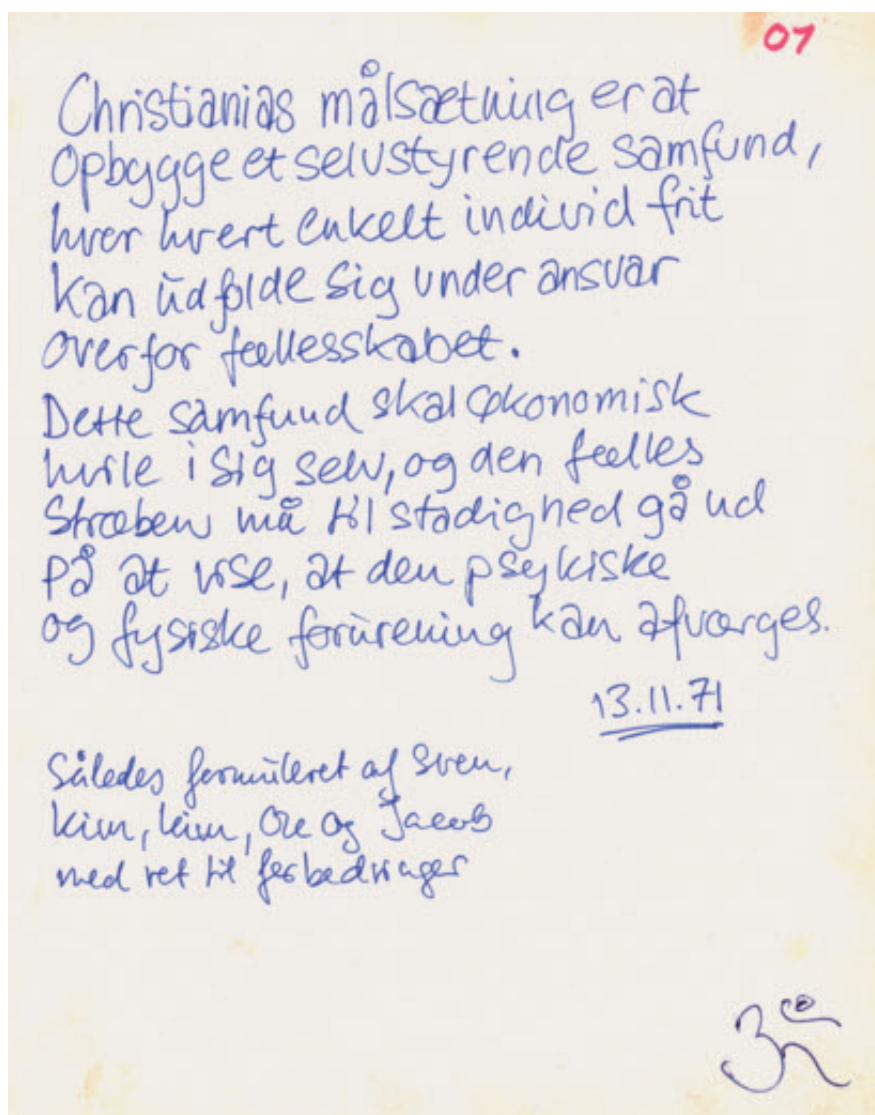 01
Christianias målsætning er at
opbygge et selvstyrende samfund,
hver hvert enkelt individ frit
kan udfolde sig under ansvar
overfor fællesskabet.
Dette samfund skal økonomisk
hvile i sig selv, og den fælles
stræben må til stadighed gå ud
på at vise, at den psykiske
og fysiske forurening kan afværges.
13.11.71
Således formuleret af Sven,
Kim, Kim, Ole og Jacob
med ret til forbedringer
ॐ